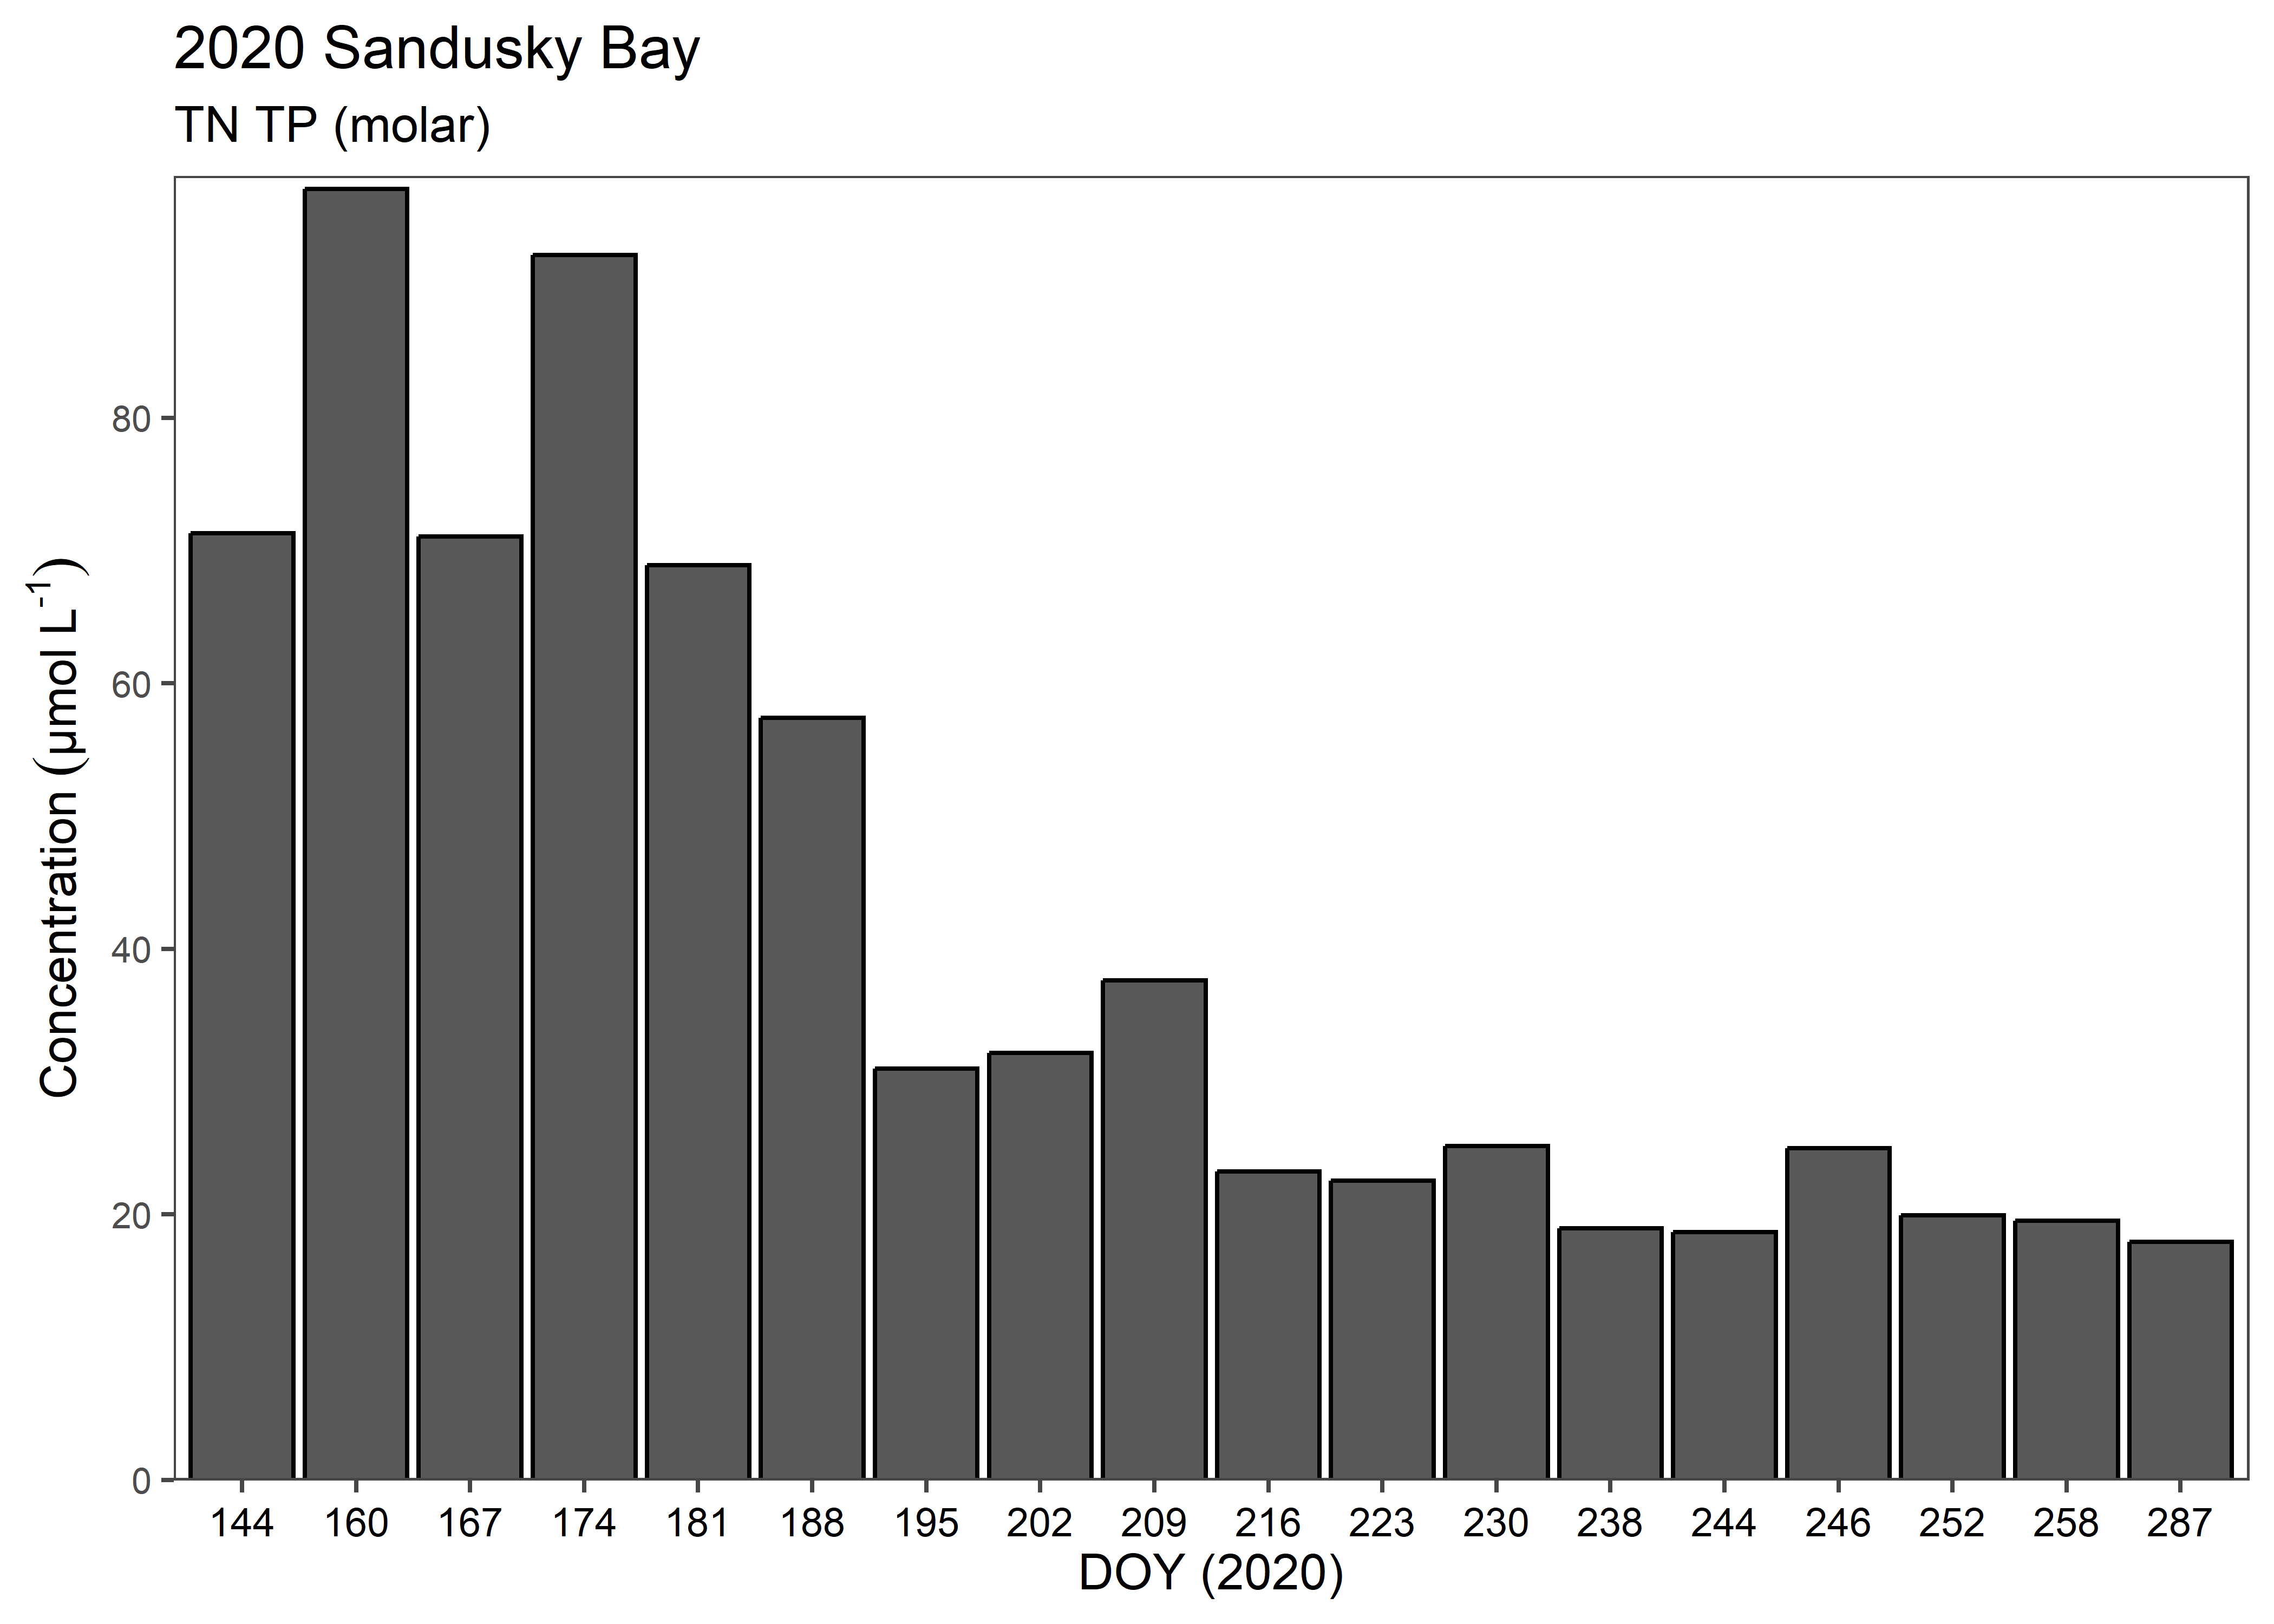 2020 Sandusky Bay
TN TP (molar)
Concentration (µmol L⁻¹)
80
60
40
20
0
144 160 167 174 181 188 195 202 209 216 223 230 238 244 246 252 258 287
DOY (2020)